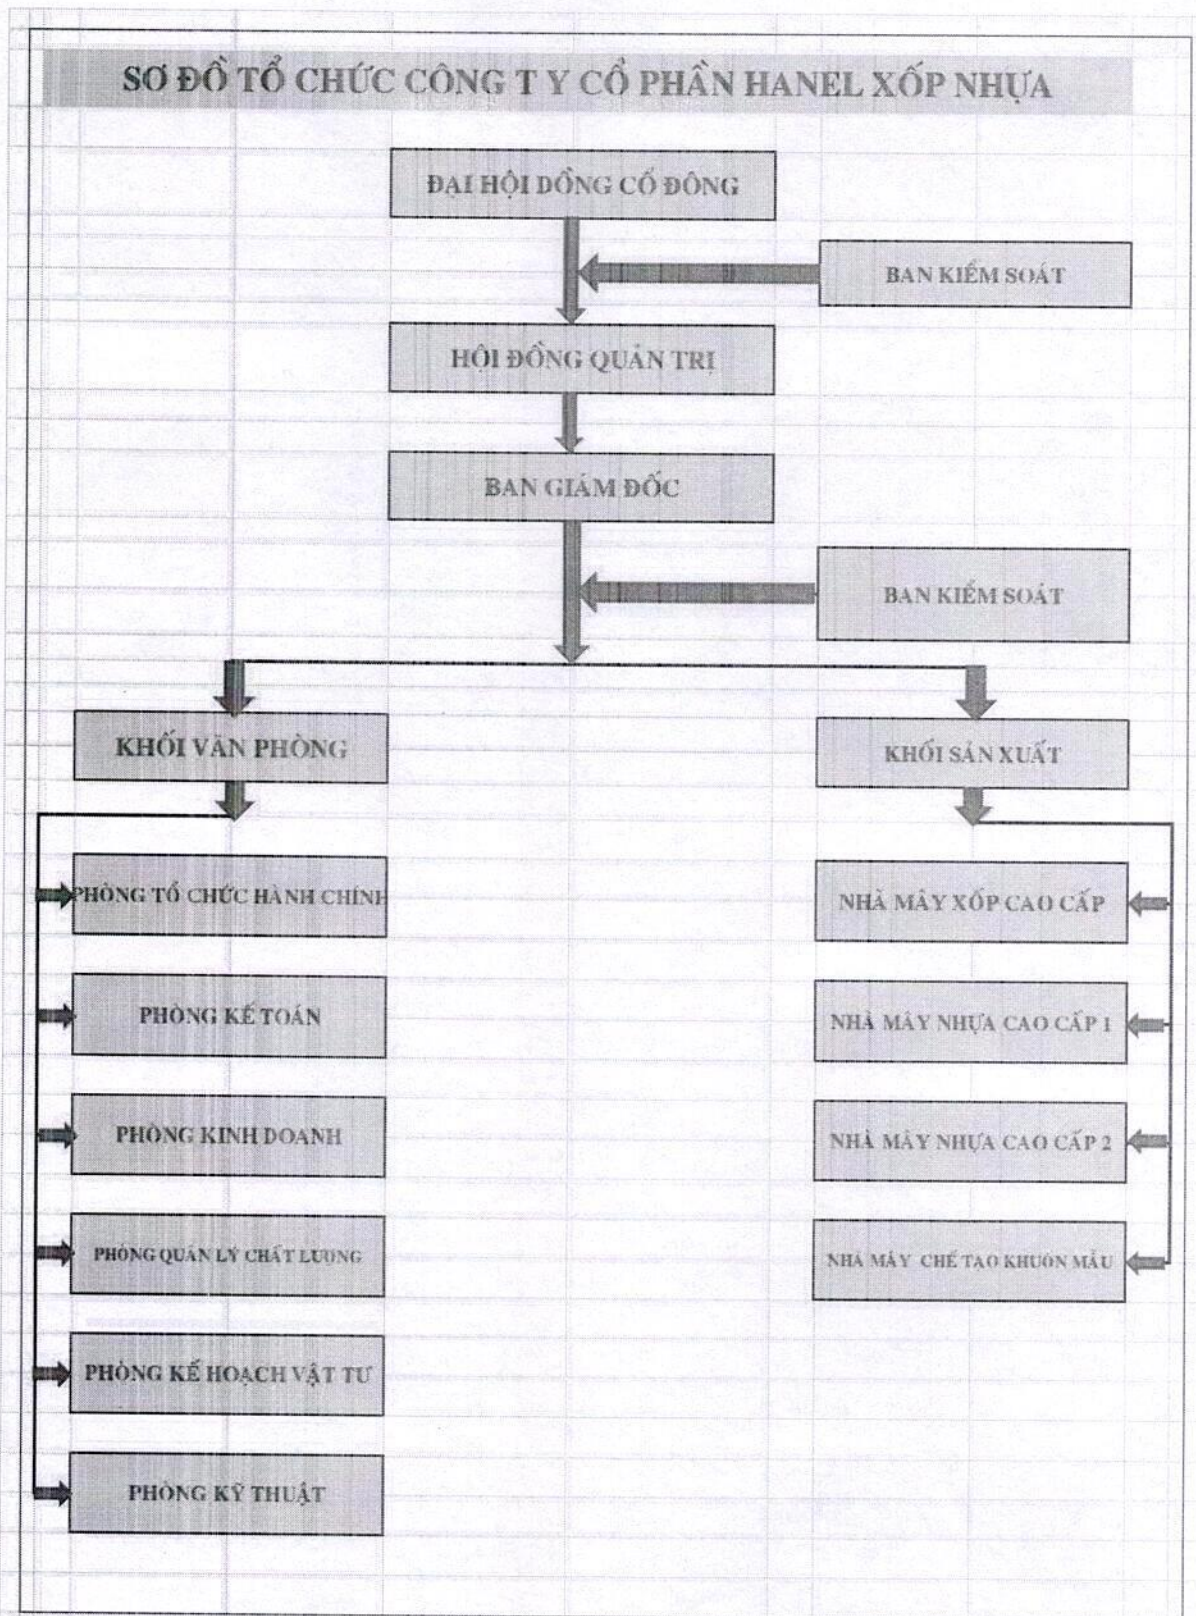 SƠ ĐỒ TỔ CHỨC CÔNG T Y CỔ PHẦN HANEL XỐP NHỰA
ĐẠI HỘI DỒNG CỔ ĐÔNG
BAN KIỂM SOÁT
HỘI ĐỒNG QUẢN TRỊ
BAN GIÁM ĐỐC
BAN KIỂM SOÁT
KHỐI VĂN PHÒNG
KHỐI SẢN XUẤT
PHÒNG TỔ CHỨC HÀNH CHÍNH
NHÀ MÂY XỐP CAO CẤP
PHÒNG KẾ TOÁN
NHÀ MÂY NHỰA CAO CẤP 1
PHÒNG KINH DOANH
NHÀ MÂY NHỰA CAO CẤP 2
PHÒNG QUẢN LÝ CHẤT LƯỢNG
NHÀ MÁY CHẾ TẠO KHUÔN MẪU
PHÒNG KẾ HOẠCH VẬT TƯ
PHÒNG KỸ THUẬT